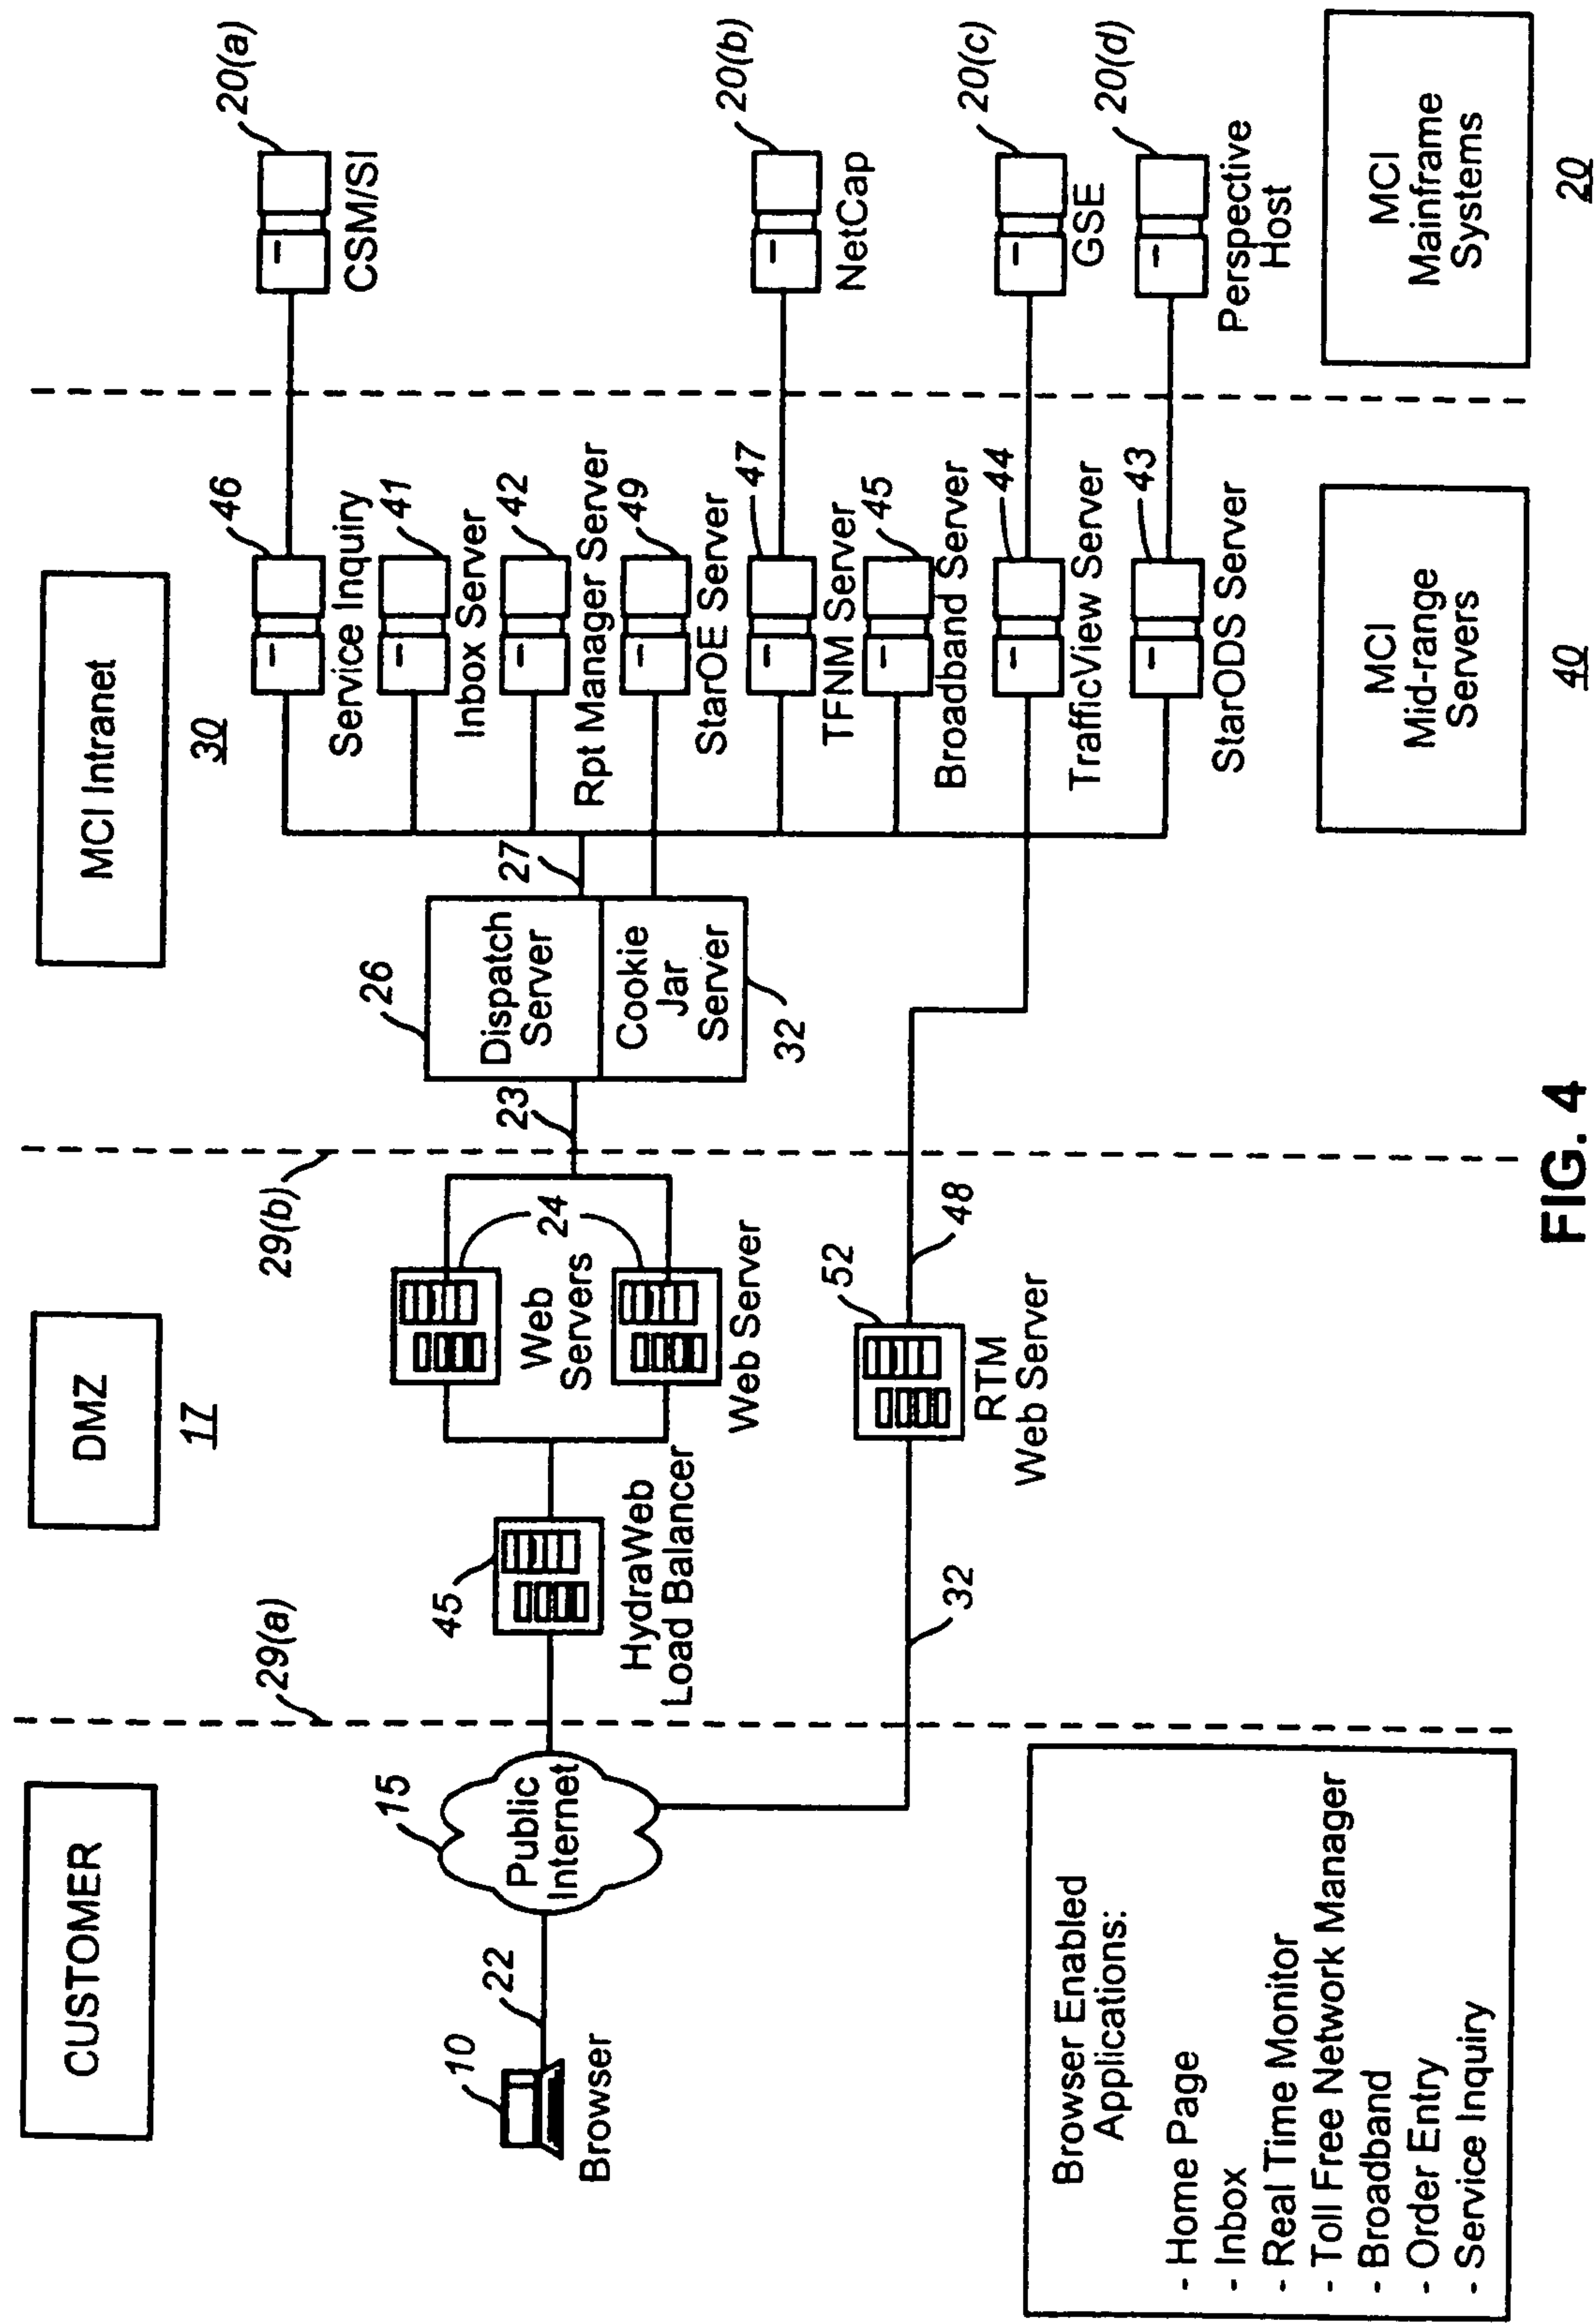 CUSTOMER
DMZ
17
MCI Intranet
30
29(a)
29(b)
10
Browser
22
15
Public
Internet
45
HydraWeb
Load Balancer
24
Web
Servers
Web Server
23
26
Dispatch
Server
Cookie
Jar
Server
32
27
32
52
RTM
Web Server
48
46
Service Inquiry
41
Inbox Server
42
Rpt Manager Server
49
StarOE Server
47
TFNM Server
45
Broadband Server
44
TrafficView Server
43
StarODS Server
20(a)
CSM/SI
20(b)
NetCap
20(c)
GSE
20(d)
Perspective
Host
Browser Enabled
Applications:
- Home Page
- Inbox
- Real Time Monitor
- Toll Free Network Manager
- Broadband
- Order Entry
- Service Inquiry
MCI
Mid-range
Servers
40
MCI
Mainframe
Systems
20
FIG. 4